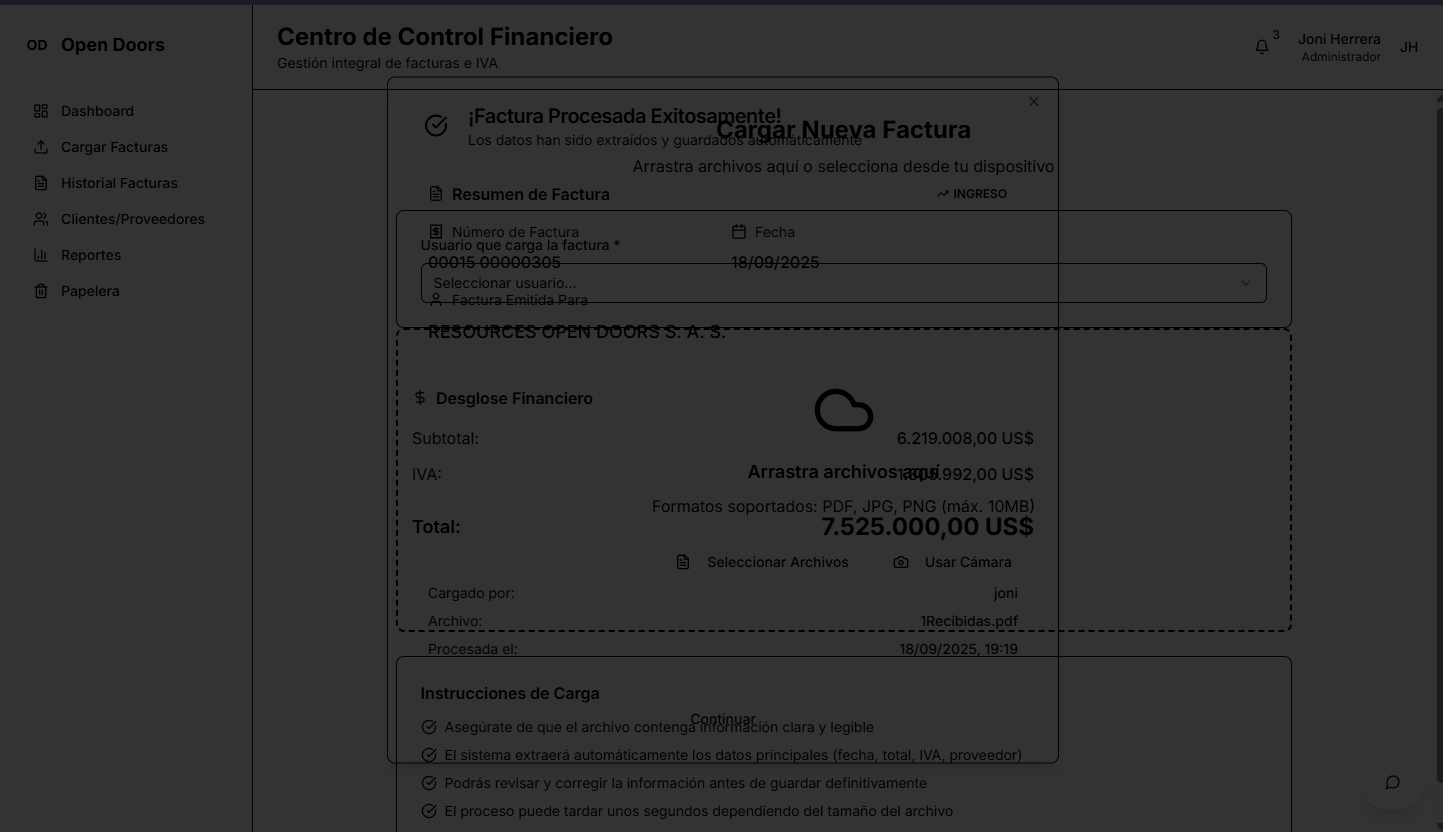 OD Open Doors
Dashboard
Cargar Facturas
Historial Facturas
Clientes/Proveedores
Reportes
Papelera
Centro de Control Financiero
Gestión integral de facturas e IVA
3
Joni Herrera
Administrador
JH
¡Factura Procesada Exitosamente!
Los datos han sido extraídos y guardados automáticamente
Cargar Nueva Factura
Arrastra archivos aquí o selecciona desde tu dispositivo
Resumen de Factura
INGRESO
Número de Factura
Fecha
Usuario que carga la factura *
00015 00000305
18/09/2025
Seleccionar usuario...
Factura Emitida Para
RESOURCES OPEN DOORS S. A. S.
Desglose Financiero
Subtotal:
6.219.008,00 US$
Arrastra archivos aquí
IVA:
Formatos soportados: PDF, JPG, PNG (máx. 10MB)
Total:
7.525.000,00 US$
Seleccionar Archivos
Usar Cámara
Cargado por:
joni
Archivo:
1Recibidas.pdf
Procesada el:
18/09/2025, 19:19
Instrucciones de Carga
Continuar
Asegúrate de que el archivo contenga información clara y legible
El sistema extraerá automáticamente los datos principales (fecha, total, IVA, proveedor)
Podrás revisar y corregir la información antes de guardar definitivamente
El proceso puede tardar unos segundos dependiendo del tamaño del archivo